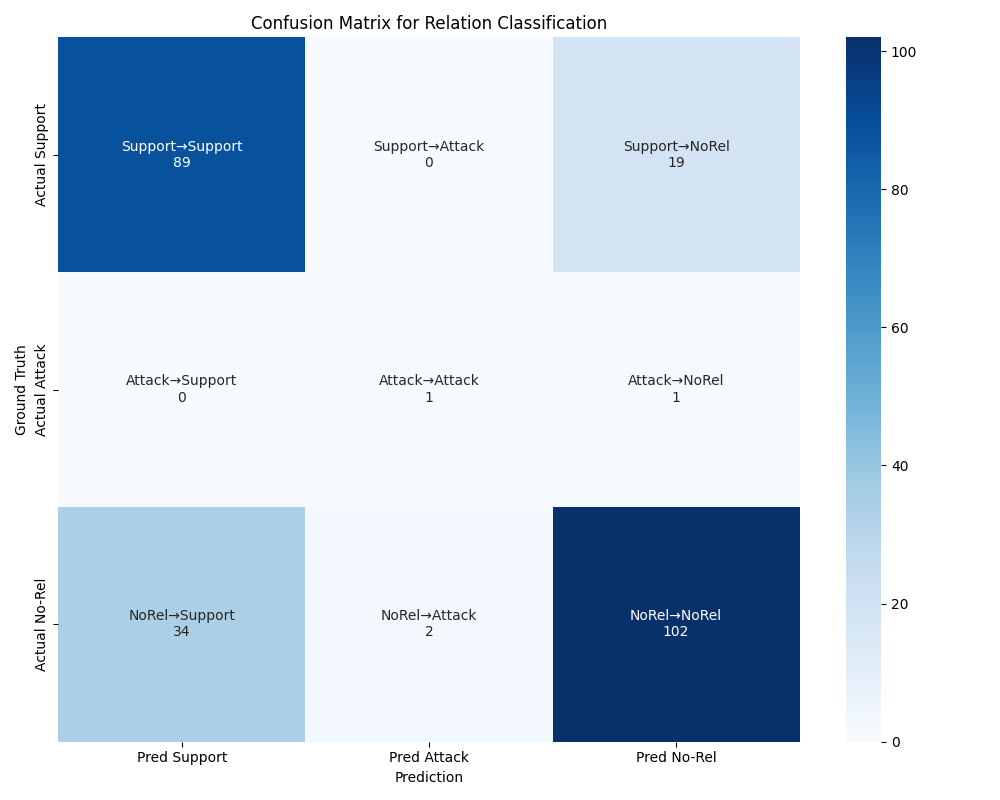 Confusion Matrix for Relation Classification
Ground Truth
Actual Support
Support→Support
89
Support→Attack
0
Support→NoRel
19
Actual Attack
Attack→Support
0
Attack→Attack
1
Attack→NoRel
1
Actual No-Rel
NoRel→Support
34
NoRel→Attack
2
NoRel→NoRel
102
Pred Support
Pred Attack
Pred No-Rel
Prediction
100
80
60
40
20
0